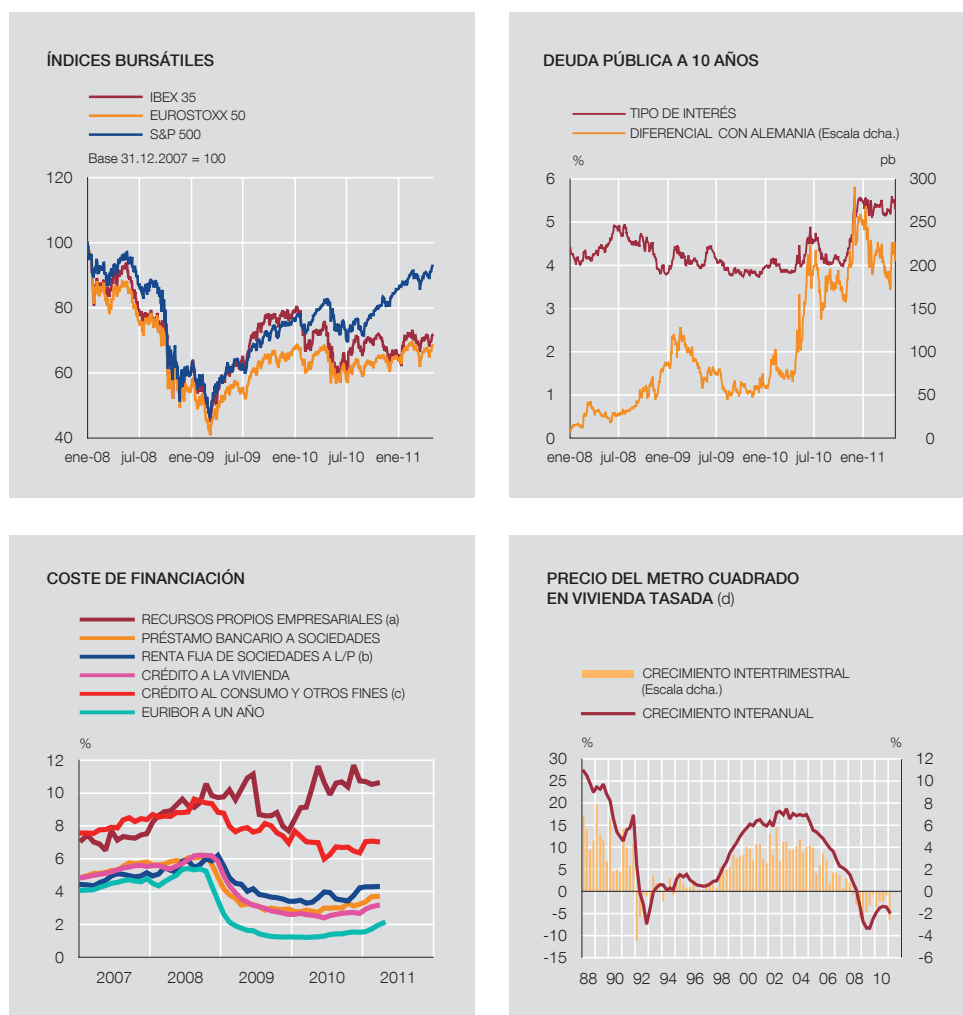 ÍNDICES BURSÁTILES
IBEX 35
EUROSTOXX 50
S&P 500
Base 31.12.2007 = 100
120
100
80
60
40
ene-08 jul-08 ene-09 jul-09 ene-10 jul-10 ene-11
DEUDA PÚBLICA A 10 AÑOS
TIPO DE INTERÉS
DIFERENCIAL CON ALEMANIA (Escala dcha.)
% pb
6 300
5 250
4 200
3 150
2 100
1 50
0 0
ene-08 jul-08 ene-09 jul-09 ene-10 jul-10 ene-11
COSTE DE FINANCIACIÓN
RECURSOS PROPIOS EMPRESARIALES (a)
PRÉSTAMO BANCARIO A SOCIEDADES
RENTA FIJA DE SOCIEDADES A L/P (b)
CRÉDITO A LA VIVIENDA
CRÉDITO AL CONSUMO Y OTROS FINES (c)
EURIBOR A UN AÑO
%
12
10
8
6
4
2
0
2007 2008 2009 2010 2011
PRECIO DEL METRO CUADRADO
EN VIVIENDA TASADA (d)
CRECIMIENTO INTERTRIMESTRAL
(Escala dcha.)
CRECIMIENTO INTERANUAL
% %
30 12
25 10
20 8
15 6
10 4
5 2
0 0
-5 -2
-10 -4
-15 -6
88 90 92 94 96 98 00 02 04 06 08 10